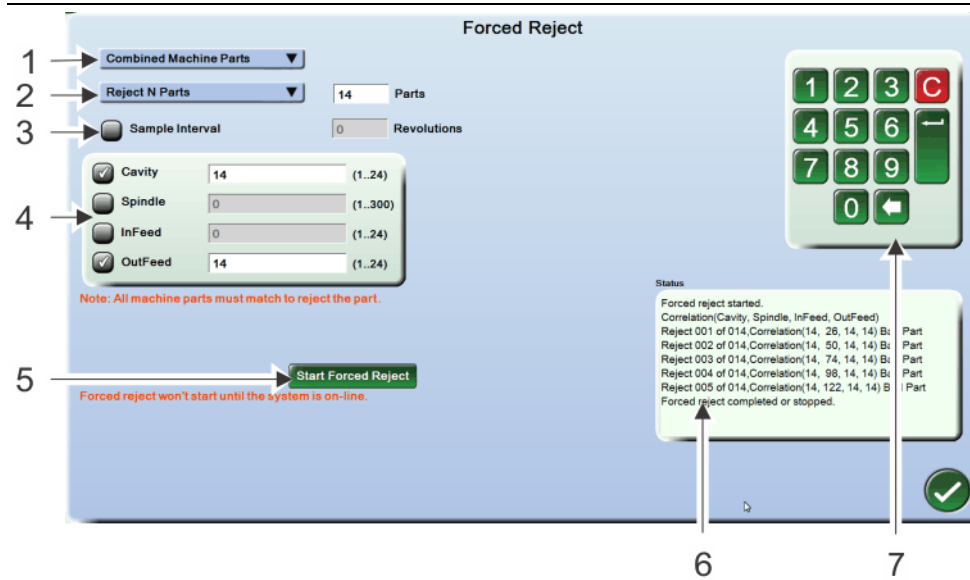 Forced Reject
1
Combined Machine Parts
2
Reject N Parts
14 Parts
3
Sample Interval
0 Revolutions
4
Cavity 14 (1..24)
Spindle 0 (1..300)
InFeed 0 (1..24)
OutFeed 14 (1..24)
Note: All machine parts must match to reject the part.
5
Start Forced Reject
Forced reject won't start until the system is on-line.
1 2 3 C
4 5 6
7 8 9
0
Status
Forced reject started.
Correlation(Cavity, Spindle, InFeed, OutFeed)
Reject 001 of 014,Correlation(14, 26, 14, 14) Part
Reject 002 of 014,Correlation(14, 50, 14, 14) Part
Reject 003 of 014,Correlation(14, 74, 14, 14) Part
Reject 004 of 014,Correlation(14, 98, 14, 14) Part
Reject 005 of 014,Correlation(14, 122, 14, 14) Part
Forced reject completed or stopped.
6
7